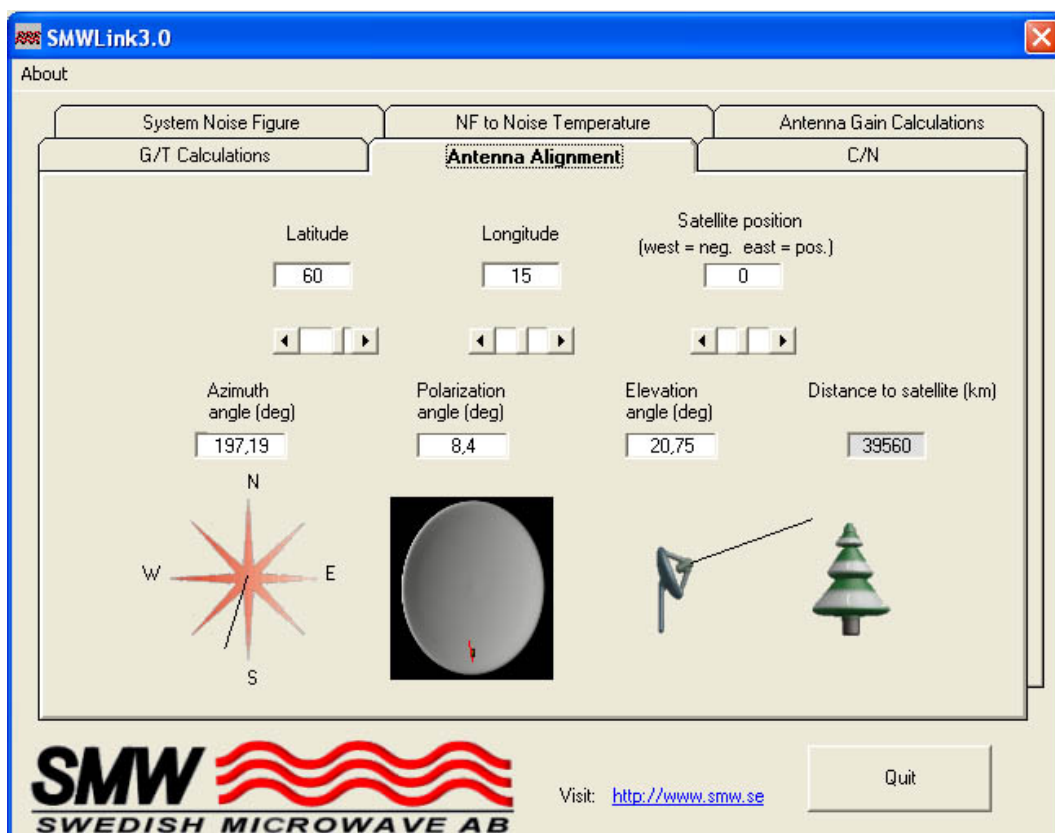 SMWLink3.0
About
System Noise Figure
NF to Noise Temperature
Antenna Gain Calculations
G/T Calculations
Antenna Alignment
C/N
Latitude
Longitude
Satellite position
(west = neg. east = pos.)
60
15
0
Azimuth
angle (deg)
Polarization
angle (deg)
Elevation
angle (deg)
Distance to satellite (km)
197,19
8,4
20,75
39560
N
W
E
S
SMW
SWEDISH MICROWAVE AB
Visit: http://www.smw.se
Quit